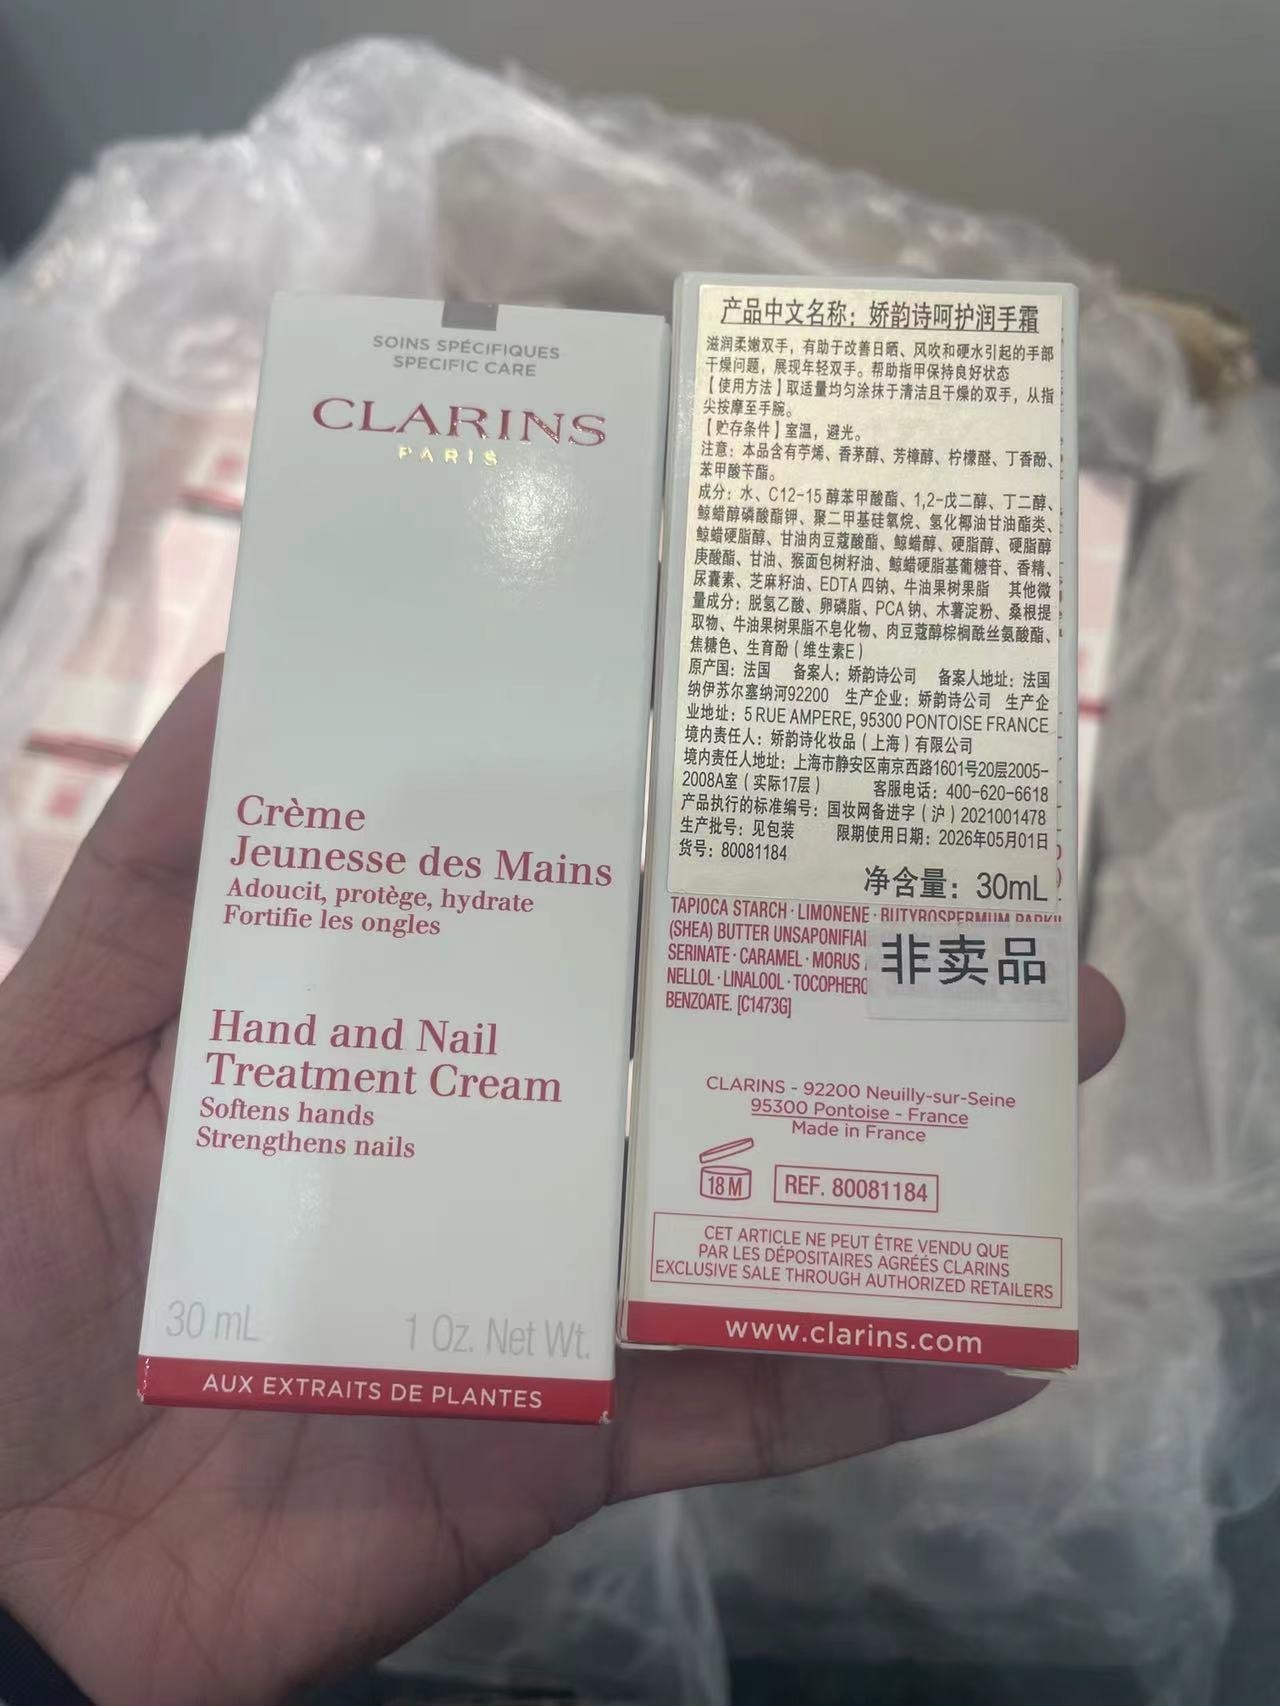 SOINS SPÉCIFIQUES
SPECIFIC CARE
CLARINS
PARIS
Crème
Jeunesse des Mains
Adoucit, protège, hydrate
Fortifie les ongles
Hand and Nail
Treatment Cream
Softens hands
Strengthens nails
30 mL 1 Oz. Net Wt.
AUX EXTRAITS DE PLANTES
产品中文名称：娇韵诗呵护润手霜
滋润柔嫩双手，有助于改善日晒、风吹和硬水引起的手部
干燥问题，展现年轻双手。帮助指甲保持良好状态
【使用方法】取适量均匀涂抹于清洁且干燥的双手，从指
尖按摩至手腕。
【贮存条件】室温，避光。
注意：本品含有苧烯、香茅醇、芳樟醇、柠檬醛、丁香酚、
苯甲酸苄酯。
成分：水、C12-15 醇苯甲酸酯、1,2-戊二醇、丁二醇、
鲸蜡醇磷酸酯钾、聚二甲基硅氧烷、氢化椰油甘油酯类、
鲸蜡硬脂醇、甘油肉豆蔻酸酯、鲸蜡醇、硬脂醇、硬脂醇
庚酸酯、甘油、猴面包树籽油、鲸蜡硬脂基葡糖苷、香精、
尿囊素、芝麻籽油、EDTA 四钠、牛油果树果脂 其他微
量成分：脱氢乙酸、卵磷脂、PCA 钠、木薯淀粉、桑根提
取物、牛油果树果脂不皂化物、肉豆蔻醇棕榈酰丝氨酸酯、
焦糖色、生育酚（维生素E）
原产国：法国 备案人：娇韵诗公司 备案人地址：法国
纳伊苏尔塞纳河92200 生产企业：娇韵诗公司 生产企
业地址：5 RUE AMPERE, 95300 PONTOISE FRANCE
境内责任人：娇韵诗化妆品（上海）有限公司
境内责任人地址：上海市静安区南京西路1601号20层2005-
2008A室（实际17层） 客服电话：400-620-6618
产品执行的标准编号：国妆网备进字（沪）2021001478
生产批号：见包装 限期使用日期：2026年05月01日
货号：80081184
净含量：30mL
TAPIOCA STARCH · LIMONENE · BUTYROSPERMUM PARKII
(SHEA) BUTTER UNSAPONIFIAI
SERINATE · CARAMEL · MORUS
NELLOL · LINALOOL · TOCOPHERO
BENZOATE. [C1473G]
非卖品
CLARINS - 92200 Neuilly-sur-Seine
95300 Pontoise - France
Made in France
18 M REF. 80081184
CET ARTICLE NE PEUT ÊTRE VENDU QUE
PAR LES DÉPOSITAIRES AGRÉÉS CLARINS
EXCLUSIVE SALE THROUGH AUTHORIZED RETAILERS
www.clarins.com